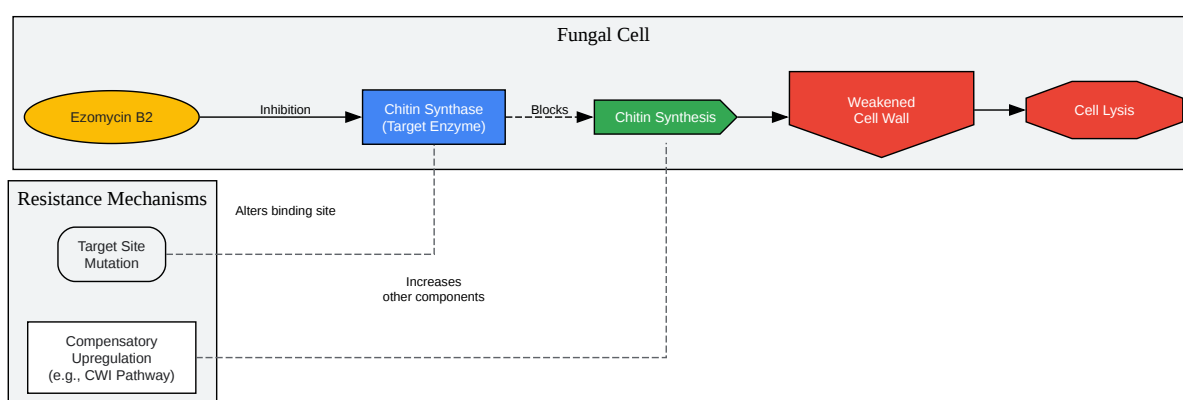 Fungal Cell
Ezomycin B2
Inhibition
Chitin Synthase
(Target Enzyme)
Blocks
Chitin Synthesis
Weakened
Cell Wall
Cell Lysis
Resistance Mechanisms
Alters binding site
Target Site
Mutation
Increases
other components
Compensatory
Upregulation
(e.g., CWI Pathway)